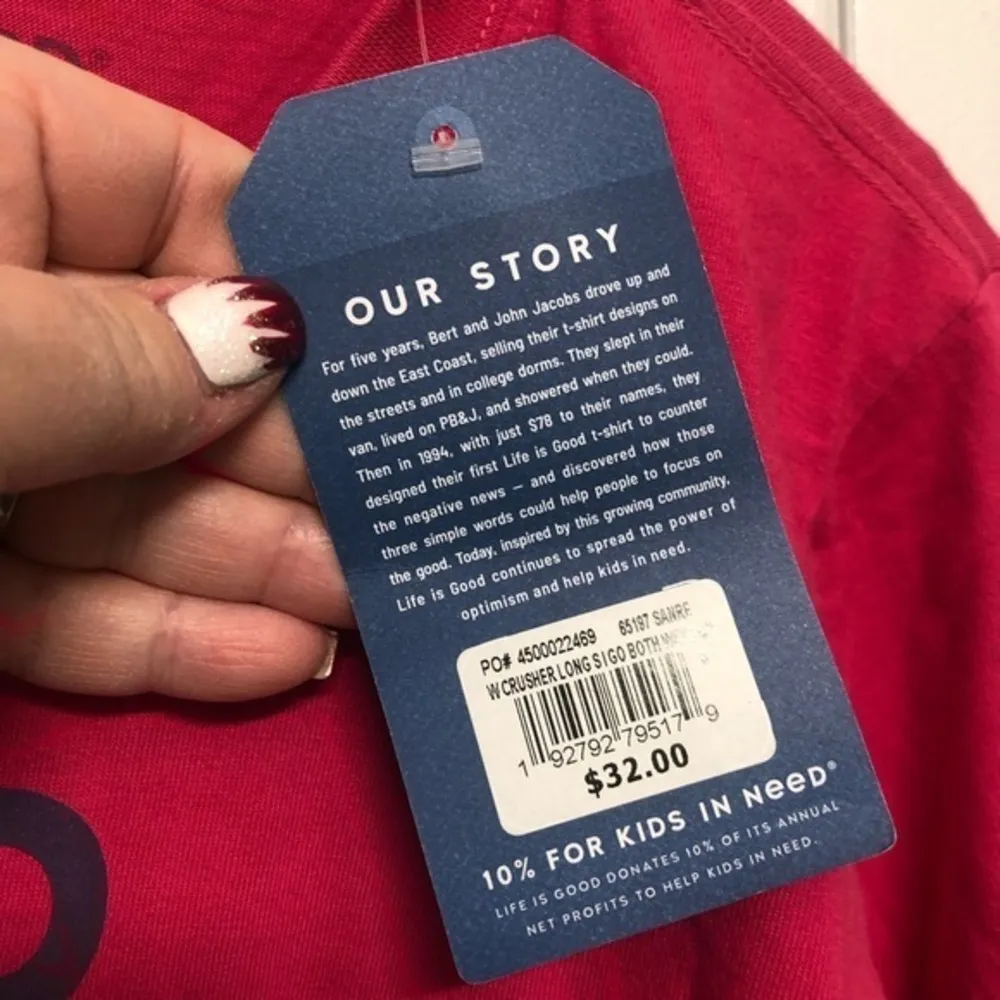 OUR STORY
For five years, Bert and John Jacobs drove up and
down the East Coast, selling their t-shirt designs on
the streets and in college dorms. They slept in their
van, lived on PB&J, and showered when they could.
Then in 1994, with just $78 to their names, they
designed their first Life is Good t-shirt to counter
the negative news — and discovered how those
three simple words could help people to focus on
the good. Today, inspired by this growing community,
Life is Good continues to spread the power of
optimism and help kids in need.
PO# 4500022469 65197 SANRF
W CRUSHER LONG S I GO BOTH
1 92792 79517 9
$32.00
10% FOR KIDS IN NeeD®
LIFE IS GOOD DONATES 10% OF ITS ANNUAL
NET PROFITS TO HELP KIDS IN NEED.